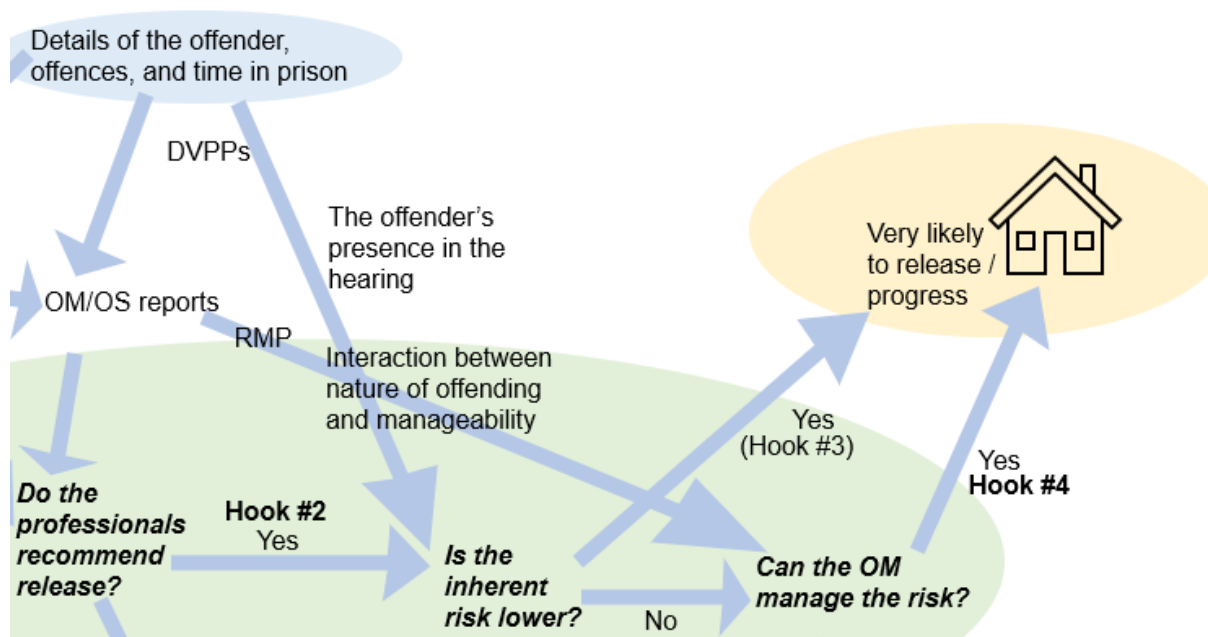 Details of the offender,
offences, and time in prison
DVPPs
The offender’s
presence in the
hearing
Very likely
to release /
progress
OM/OS reports
RMP
Interaction between
nature of offending
and manageability
Yes
(Hook #3)
Yes
Hook #4
Do the
professionals
recommend
release?
Hook #2
Yes
Is the
inherent
risk lower?
No
Can the OM
manage the risk?